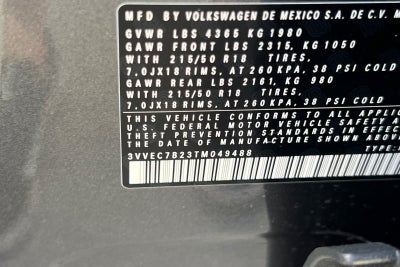 MFD BY VOLKSWAGEN DE MEXICO S.A. DE C.V.
GVWR LBS 4365 KG 1980
GAWR FRONT LBS 2315, KG 1050
WITH 215/50 R18 TIRES,
7.0JX18 RIMS, AT 260 KPA, 38 PSI COLD
GAWR REAR LBS 2161, KG 980
WITH 215/50 R18 TIRES,
7.0JX18 RIMS, AT 260 KPA, 38 PSI COLD
THIS VEHICLE CONFORMS TO ALL
U.S. FEDERAL MOTOR VEHICLE SAFETY
THEFT PREVENTION STANDARDS IN
THE DATE OF MANUFACTURE SHOWN
3VVEC7B23TM049488